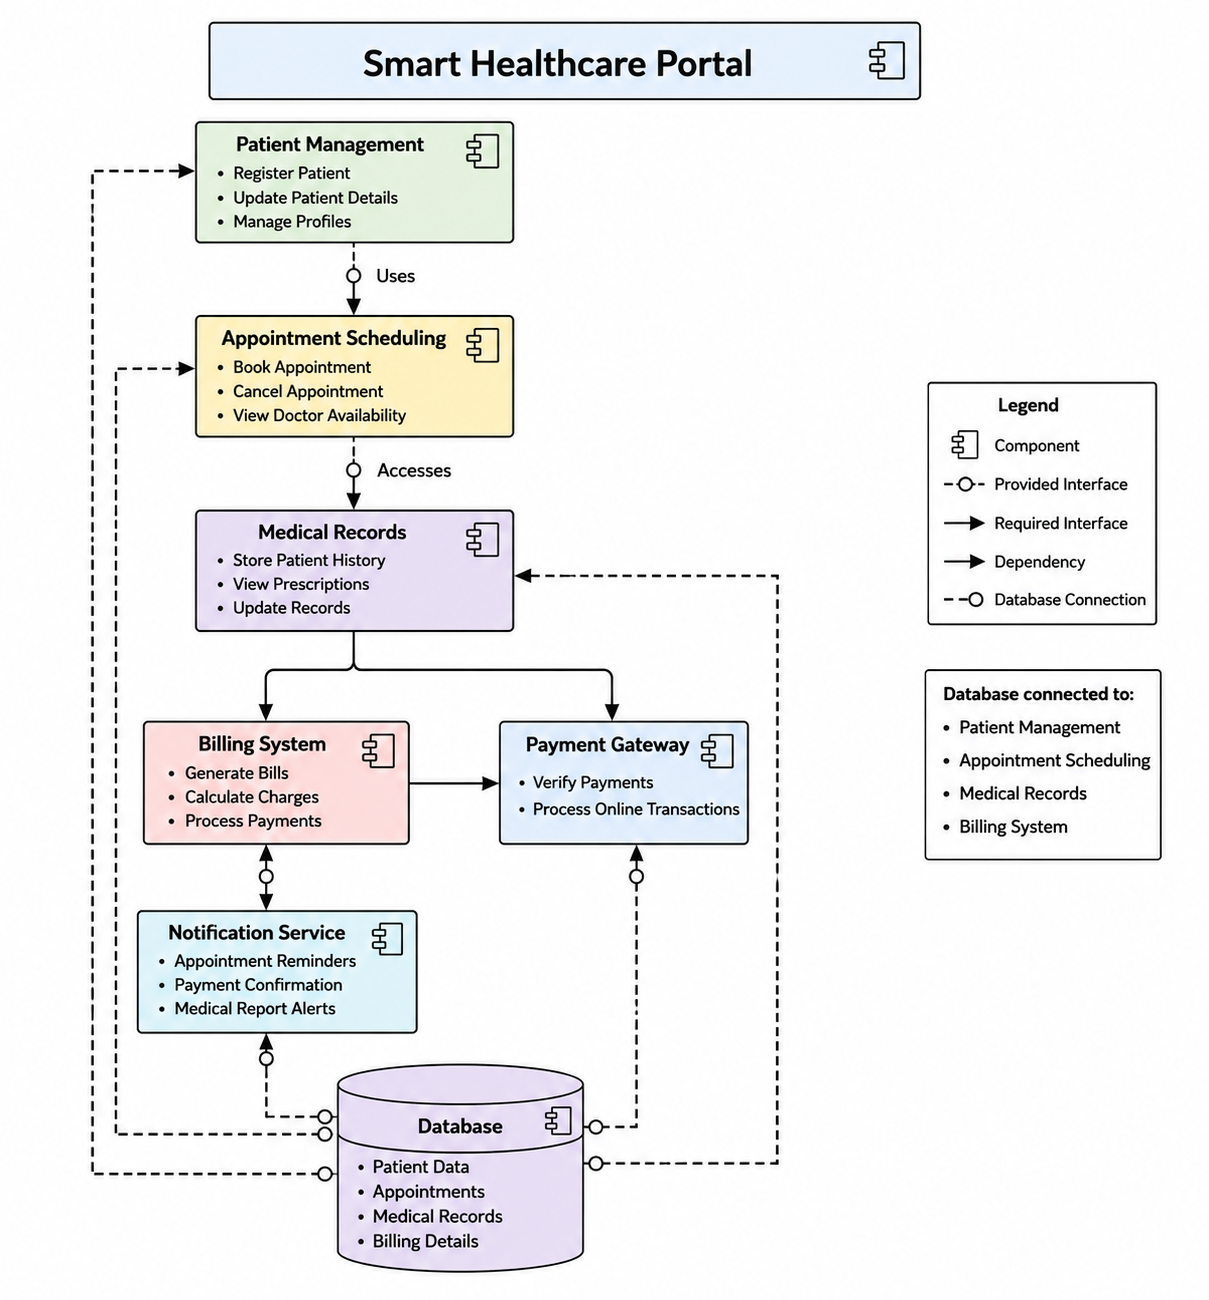 Smart Healthcare Portal
Patient Management
• Register Patient
• Update Patient Details
• Manage Profiles
Uses
Appointment Scheduling
• Book Appointment
• Cancel Appointment
• View Doctor Availability
Accesses
Medical Records
• Store Patient History
• View Prescriptions
• Update Records
Billing System
• Generate Bills
• Calculate Charges
• Process Payments
Payment Gateway
• Verify Payments
• Process Online Transactions
Notification Service
• Appointment Reminders
• Payment Confirmation
• Medical Report Alerts
Database
• Patient Data
• Appointments
• Medical Records
• Billing Details
Legend
Component
Provided Interface
Required Interface
Dependency
Database Connection
Database connected to:
• Patient Management
• Appointment Scheduling
• Medical Records
• Billing System